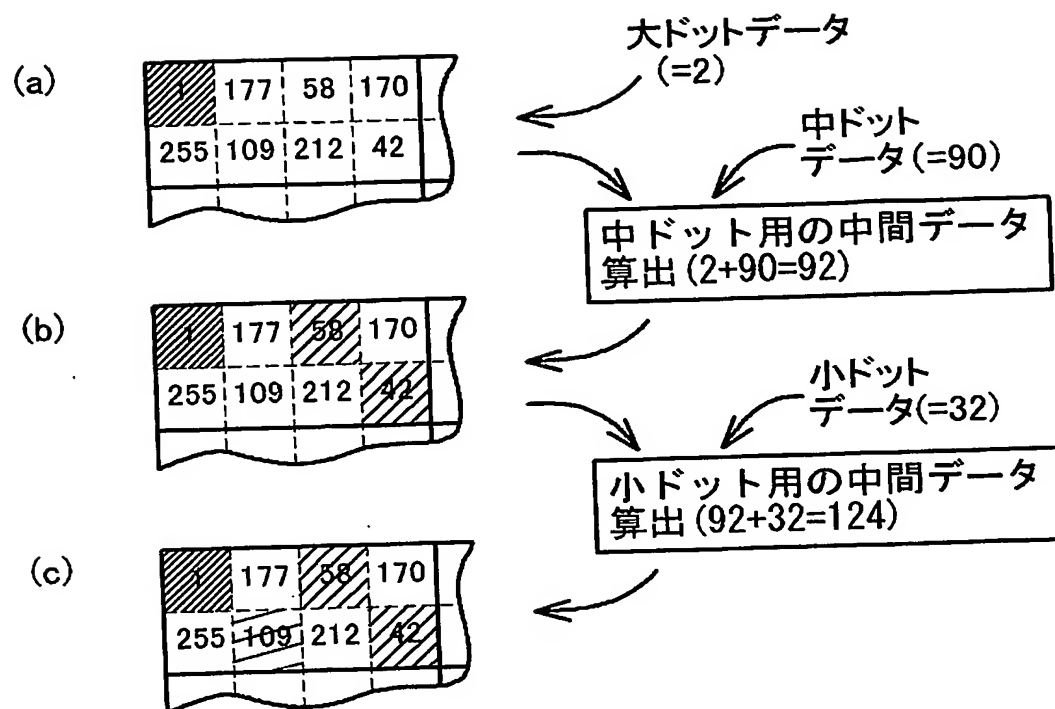 (a)
1 177 58 170
255 109 212 42
大ドットデータ
(=2)
中ドット
データ(=90)
中ドット用の中間データ
算出(2+90=92)
(b)
1 177 58 170
255 109 212 42
小ドット
データ(=32)
小ドット用の中間データ
算出(92+32=124)
(c)
1 177 58 170
255 109 212 42